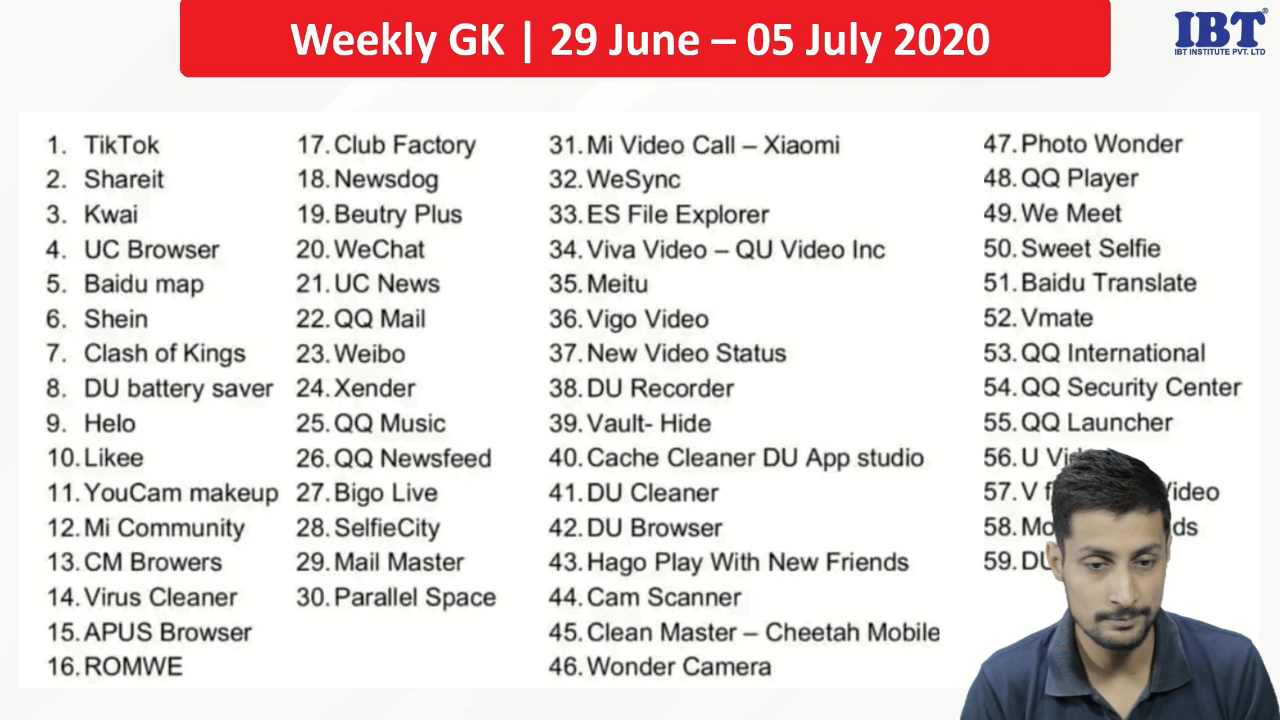 Weekly GK | 29 June – 05 July 2020
IBT®
IBT INSTITUTE PVT. LTD
1. TikTok
2. Shareit
3. Kwai
4. UC Browser
5. Baidu map
6. Shein
7. Clash of Kings
8. DU battery saver
9. Helo
10. Likee
11. YouCam makeup
12. Mi Community
13. CM Browers
14. Virus Cleaner
15. APUS Browser
16. ROMWE
17. Club Factory
18. Newsdog
19. Beutry Plus
20. WeChat
21. UC News
22. QQ Mail
23. Weibo
24. Xender
25. QQ Music
26. QQ Newsfeed
27. Bigo Live
28. SelfieCity
29. Mail Master
30. Parallel Space
31. Mi Video Call – Xiaomi
32. WeSync
33. ES File Explorer
34. Viva Video – QU Video Inc
35. Meitu
36. Vigo Video
37. New Video Status
38. DU Recorder
39. Vault- Hide
40. Cache Cleaner DU App studio
41. DU Cleaner
42. DU Browser
43. Hago Play With New Friends
44. Cam Scanner
45. Clean Master – Cheetah Mobile
46. Wonder Camera
47. Photo Wonder
48. QQ Player
49. We Meet
50. Sweet Selfie
51. Baidu Translate
52. Vmate
53. QQ International
54. QQ Security Center
55. QQ Launcher
56. U
57. V
58.
59.